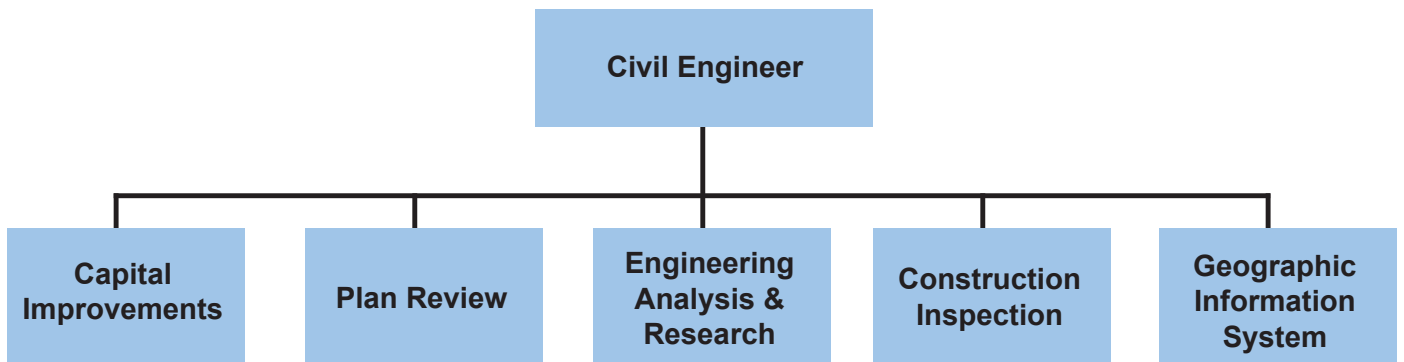 Civil Engineer
Capital
Improvements
Plan Review
Engineering
Analysis &
Research
Construction
Inspection
Geographic
Information
System